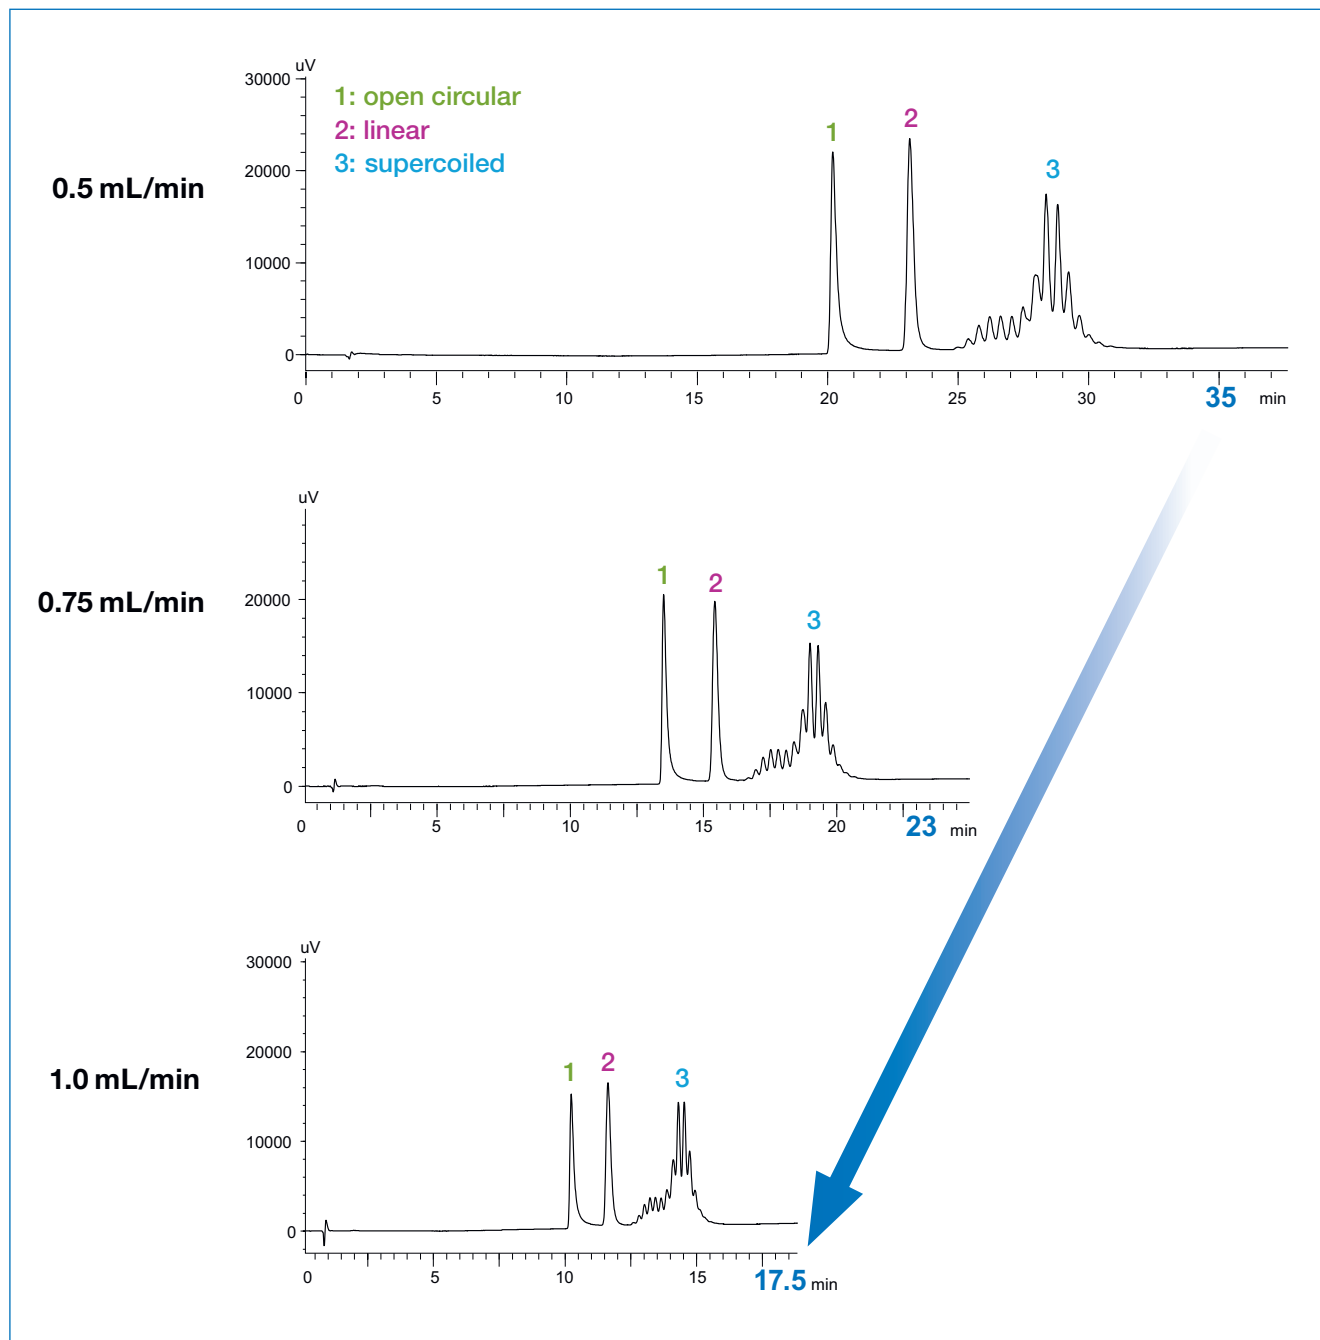 uV
30000
1: open circular
2: linear
3: supercoiled
20000
10000
0
0.5 mL/min
1
2
3
0 5 10 15 20 25 30 35 min
uV
20000
10000
0
0.75 mL/min
1
2
3
0 5 10 15 20 23 min
uV
30000
20000
10000
0
1.0 mL/min
1
2
3
0 5 10 15 17.5 min